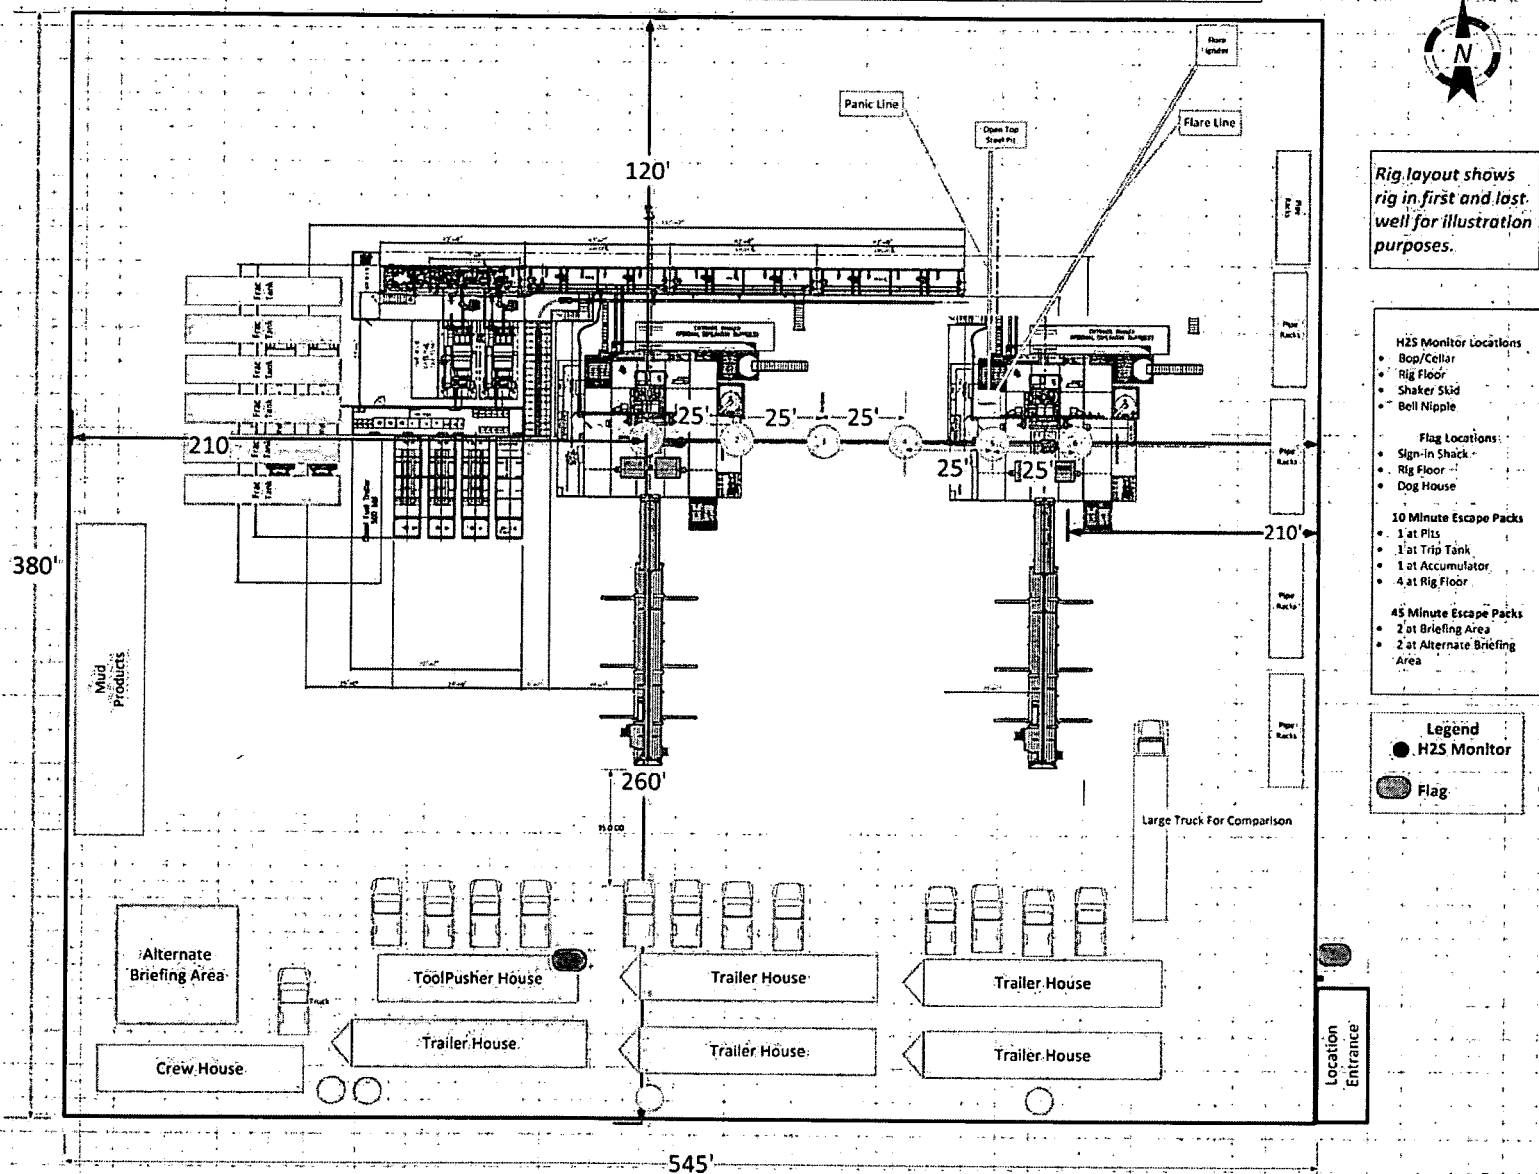 Flare
Igniter
N
Panic Line
Open Top
Steel Pit
Flare Line
120'
Rig layout shows
rig in first and last
well for illustration
purposes.
Pipe
Racks
Frac
Tank
Frac
Tank
Frac
Tank
Frac
Tank
Frac
Tank
Frac
Tank
Pipe
Racks
H2S Monitor Locations
• Bop/Cellar
• Rig Floor
• Shaker Skid
• Bell Nipple
Flag Locations
• Sign-in Shack
• Rig Floor
• Dog House
10 Minute Escape Packs
• 1 at Pits
• 1 at Trip Tank
• 1 at Accumulator
• 4 at Rig Floor
45 Minute Escape Packs
• 2 at Briefing Area
• 2 at Alternate Briefing
Area
25'
25'
25'
210
25'
25'
Pipe
Racks
210'
380'
Pipe
Racks
Mud
Products
Pipe
Racks
Legend
H2S Monitor
Flag
260'
Large Truck For Comparison
Alternate
Briefing Area
ToolPusher House
Trailer House
Trailer House
Truck
Trailer House
Trailer House
Trailer House
Crew House
Location
Entrance
545'